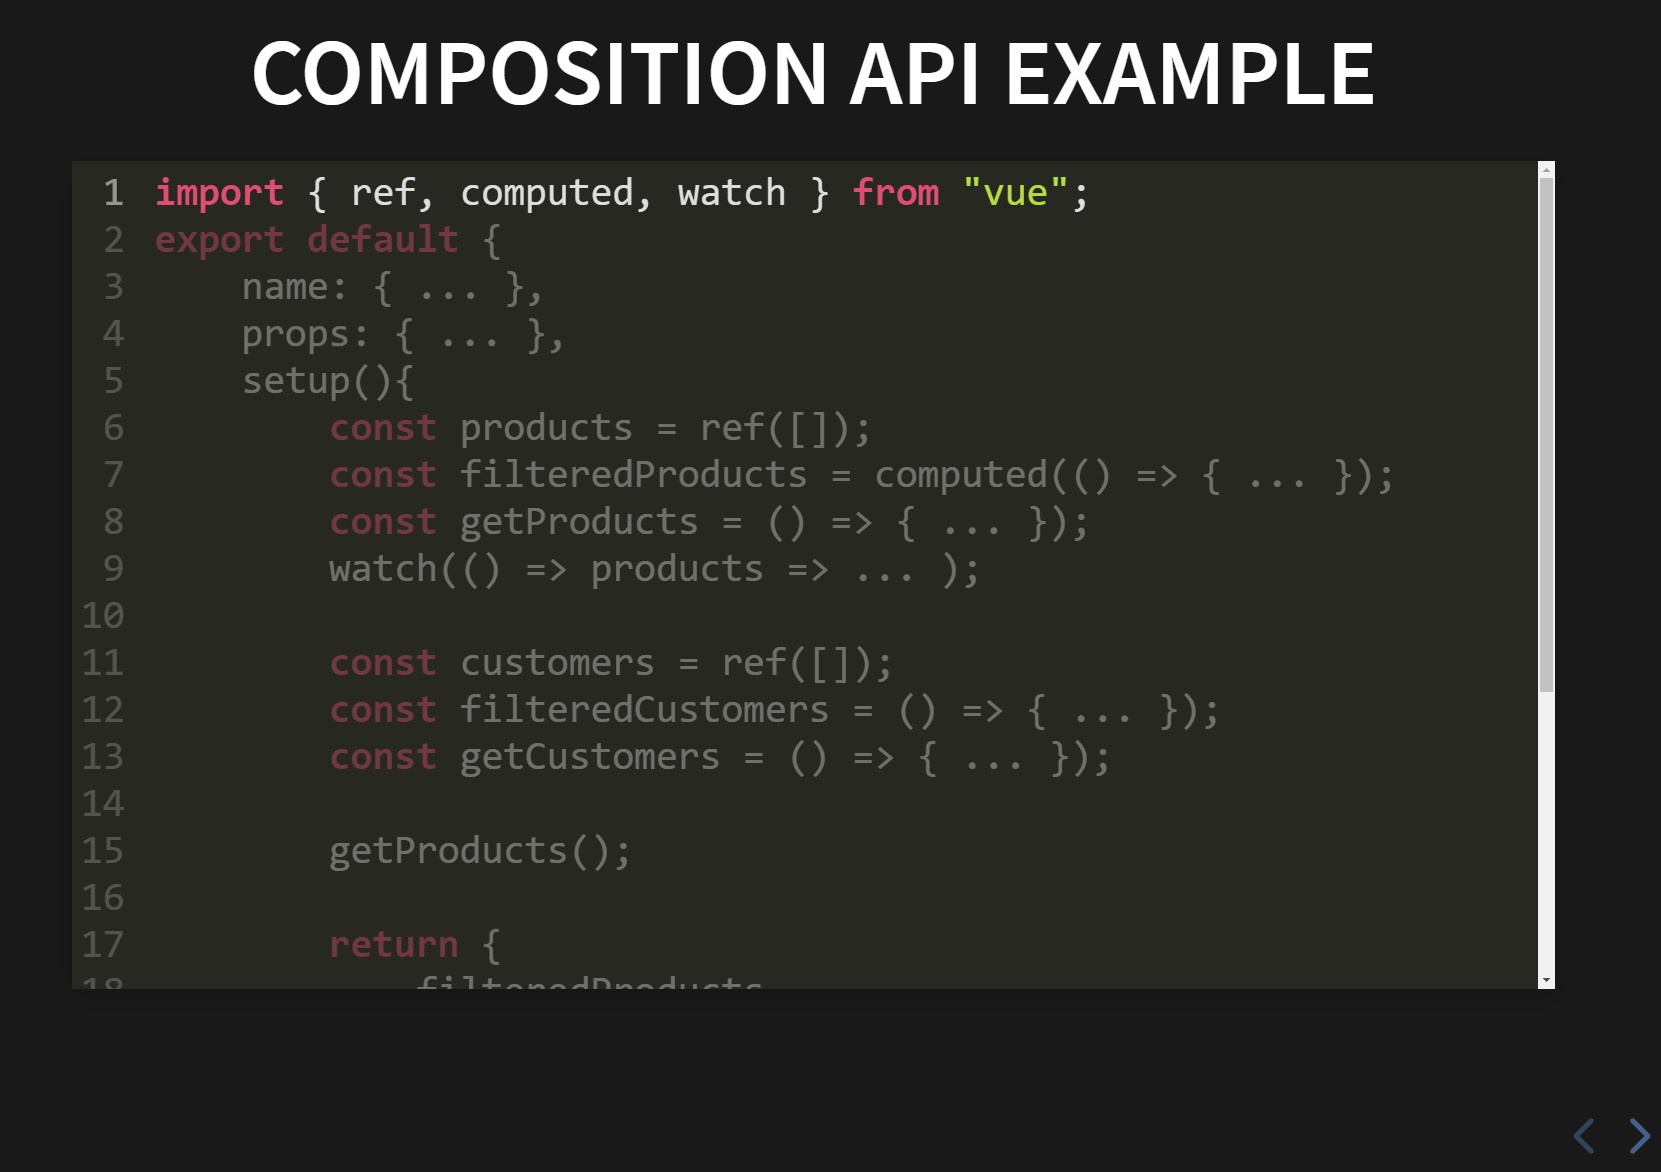 COMPOSITION API EXAMPLE
1 import { ref, computed, watch } from "vue";
2 export default {
3     name: { ... },
4     props: { ... },
5     setup(){
6         const products = ref([]);
7         const filteredProducts = computed(() => { ... });
8         const getProducts = () => { ... });
9         watch(() => products => ... );
10
11         const customers = ref([]);
12         const filteredCustomers = () => { ... });
13         const getCustomers = () => { ... });
14
15         getProducts();
16
17         return {
18             filteredProducts